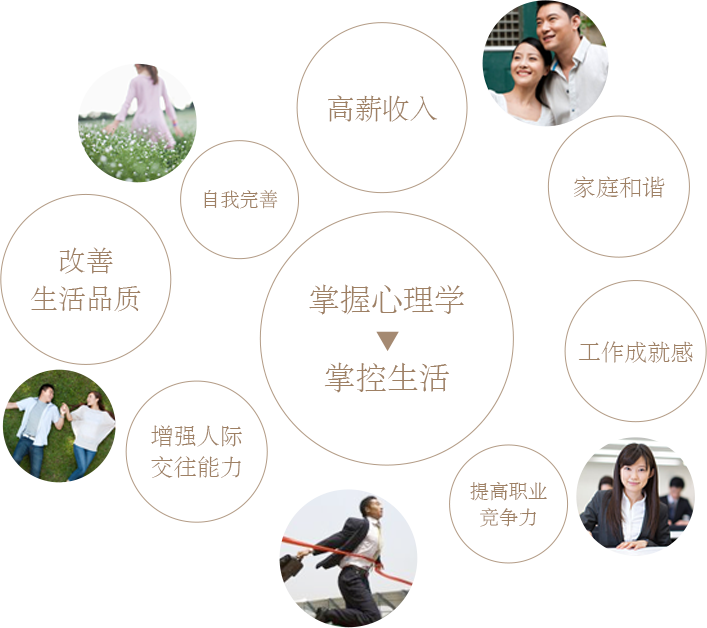 高薪收入
自我完善
家庭和谐
改善
生活品质
掌握心理学
掌控生活
工作成就感
增强人际
交往能力
提高职业
竞争力